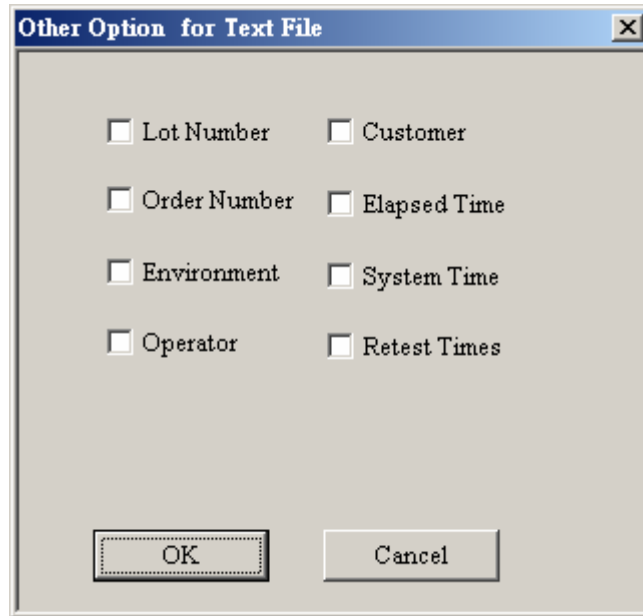 Other Option for Text File
Lot Number
Customer
Order Number
Elapsed Time
Environment
System Time
Operator
Retest Times
OK
Cancel